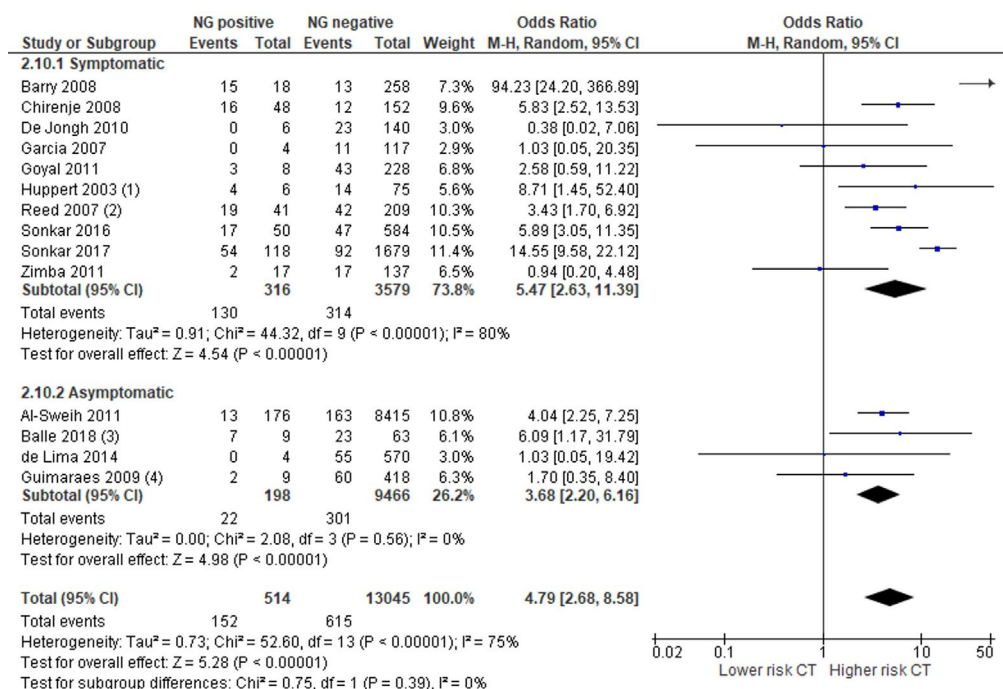 NG positive NG negative Odds Ratio Odds Ratio
Study or Subgroup Events Total Events Total Weight M-H, Random, 95% CI M-H, Random, 95% CI
2.10.1 Symptomatic
Barry 2008 15 18 13 258 7.3% 94.23 [24.20, 366.89]
Chirenje 2008 16 48 12 152 9.6% 5.83 [2.52, 13.53]
De Jongh 2010 0 6 23 140 3.0% 0.38 [0.02, 7.06]
Garcia 2007 0 4 11 117 2.9% 1.03 [0.05, 20.35]
Goyal 2011 3 8 43 228 6.8% 2.58 [0.59, 11.22]
Huppert 2003 (1) 4 6 14 75 5.6% 8.71 [1.45, 52.40]
Reed 2007 (2) 19 41 42 209 10.3% 3.43 [1.70, 6.92]
Sonkar 2016 17 50 47 584 10.5% 5.89 [3.05, 11.35]
Sonkar 2017 54 118 92 1679 11.4% 14.55 [9.58, 22.12]
Zimba 2011 2 17 17 137 6.5% 0.94 [0.20, 4.48]
Subtotal (95% CI) 316 3579 73.8% 5.47 [2.63, 11.39]
Total events 130 314
Heterogeneity: Tau² = 0.91; Chi² = 44.32, df = 9 (P < 0.00001); I² = 80%
Test for overall effect: Z = 4.54 (P < 0.00001)
2.10.2 Asymptomatic
Al-Sweih 2011 13 176 163 8415 10.8% 4.04 [2.25, 7.25]
Balle 2018 (3) 7 9 23 63 6.1% 6.09 [1.17, 31.79]
de Lima 2014 0 4 55 570 3.0% 1.03 [0.05, 19.42]
Guimaraes 2009 (4) 2 9 60 418 6.3% 1.70 [0.35, 8.40]
Subtotal (95% CI) 198 9466 26.2% 3.68 [2.20, 6.16]
Total events 22 301
Heterogeneity: Tau² = 0.00; Chi² = 2.08, df = 3 (P = 0.56); I² = 0%
Test for overall effect: Z = 4.98 (P < 0.00001)
Total (95% CI) 514 13045 100.0% 4.79 [2.68, 8.58]
Total events 152 615
Heterogeneity: Tau² = 0.73; Chi² = 52.60, df = 13 (P < 0.00001); I² = 75%
Test for overall effect: Z = 5.28 (P < 0.00001)
Test for subgroup differences: Chi² = 0.75, df = 1 (P = 0.39), I² = 0%
0.02 0.1 1 10 50
Lower risk CT Higher risk CT